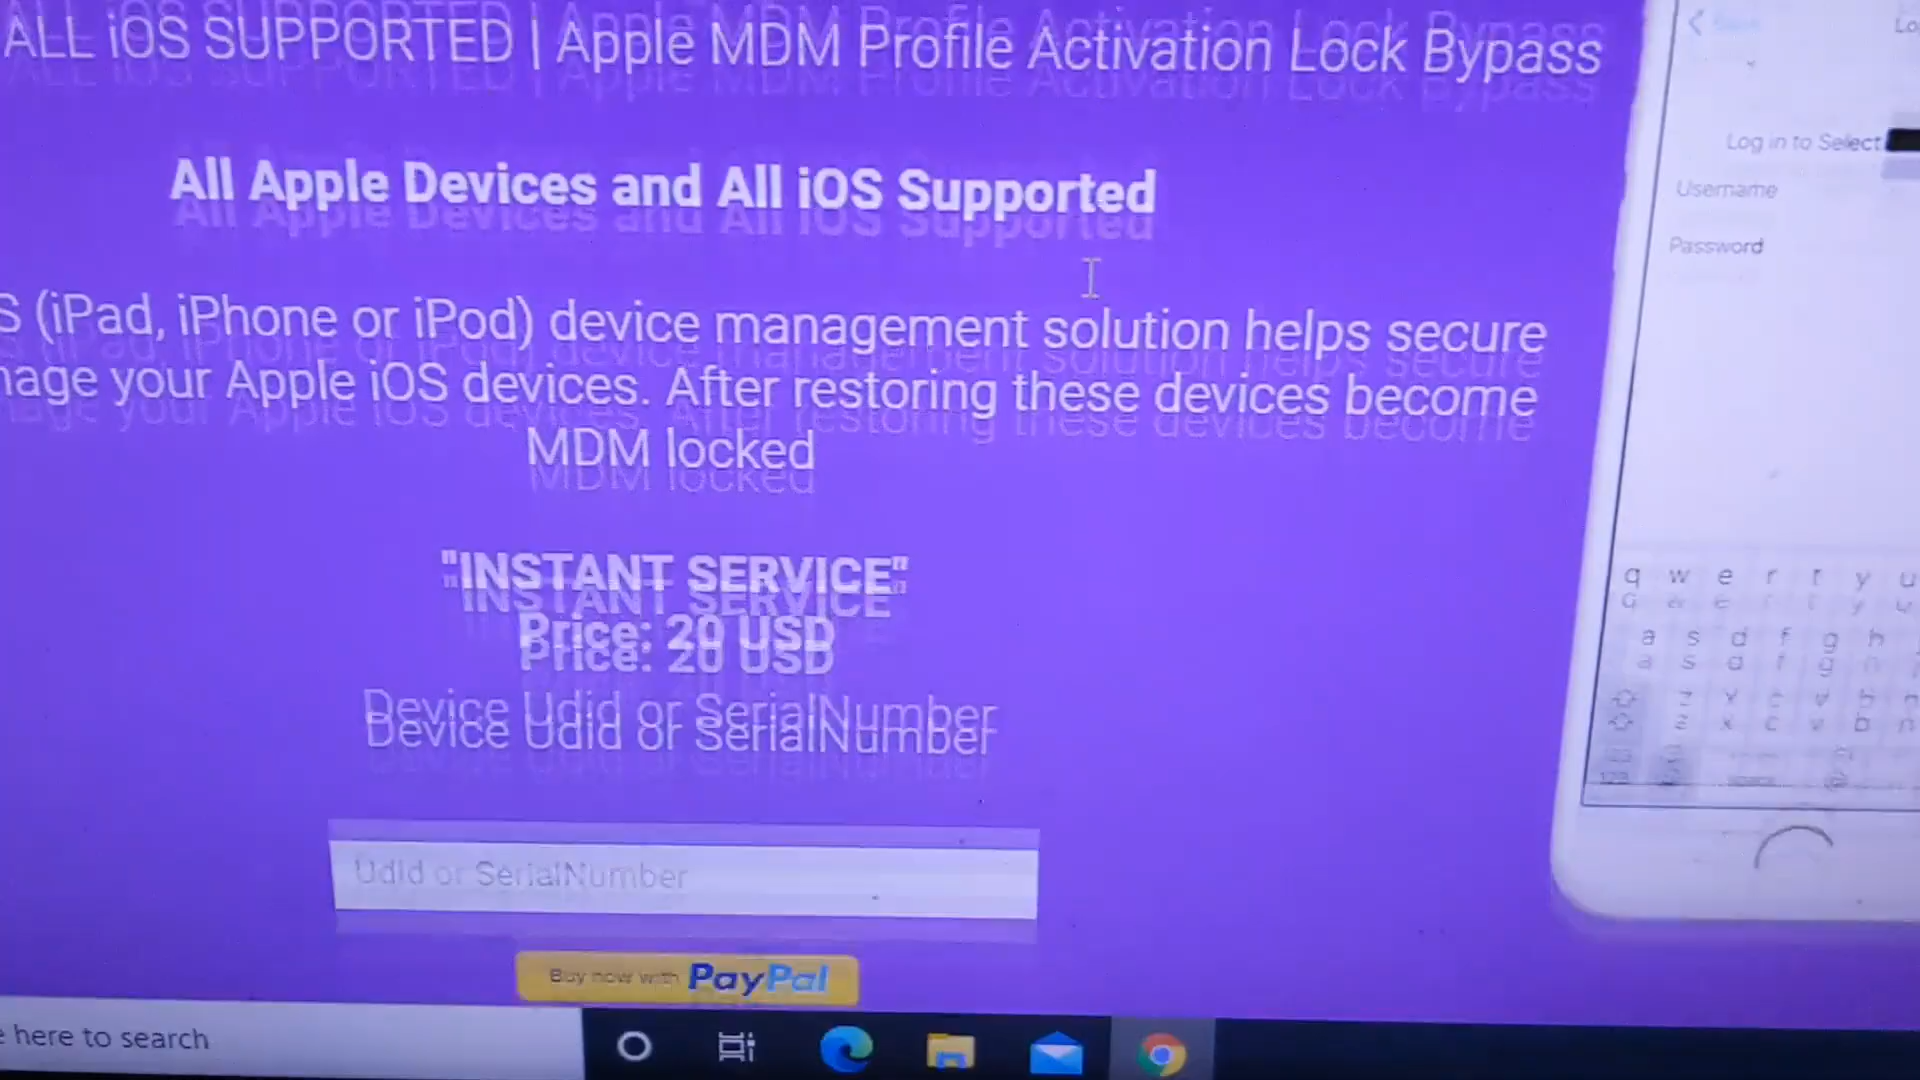 ALL iOS SUPPORTED | Apple MDM Profile Activation Lock Bypass
All Apple Devices and All iOS Supported
S (iPad, iPhone or iPod) device management solution helps secure
nage your Apple iOS devices. After restoring these devices become
MDM locked
"INSTANT SERVICE"
Price: 20 USD
Device Udid or SerialNumber
Udid or SerialNumber
Buy now with PayPal
e here to search
Lo
Log in to Select
Username
Password
q w e r t y u
a s d f g h
z x c v b n
123 space